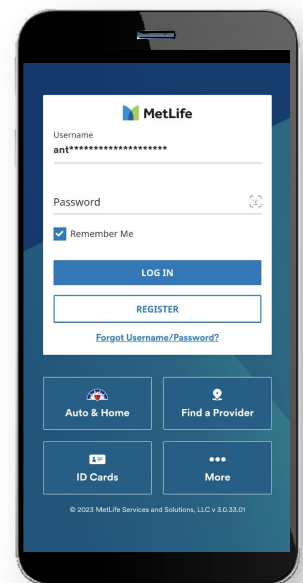 MetLife
Username
ant********************
Password
Remember Me
LOG IN
REGISTER
Forgot Username/Password?
Auto & Home
Find a Provider
ID Cards
More
© 2023 MetLife Services and Solutions, LLC v 3.0.33.01